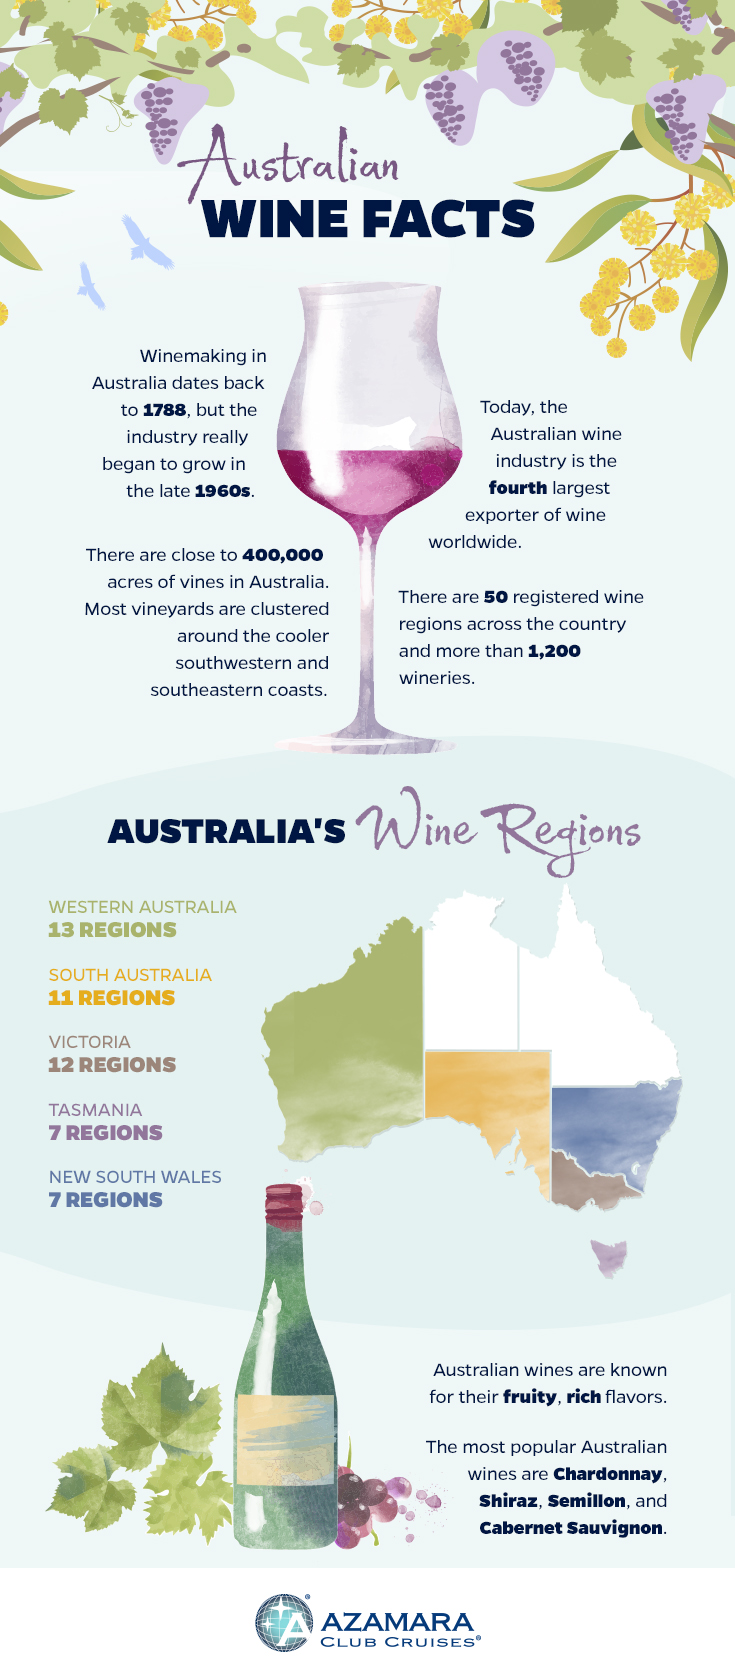 Australian
WINE FACTS
Winemaking in
Australia dates back
to 1788, but the
industry really
began to grow in
the late 1960s.
Today, the
Australian wine
industry is the
fourth largest
exporter of wine
worldwide.
There are close to 400,000
acres of vines in Australia.
Most vineyards are clustered
around the cooler
southwestern and
southeastern coasts.
There are 50 registered wine
regions across the country
and more than 1,200
wineries.
AUSTRALIA'S Wine Regions
WESTERN AUSTRALIA
13 REGIONS
SOUTH AUSTRALIA
11 REGIONS
VICTORIA
12 REGIONS
TASMANIA
7 REGIONS
NEW SOUTH WALES
7 REGIONS
Australian wines are known
for their fruity, rich flavors.
The most popular Australian
wines are Chardonnay,
Shiraz, Semillon, and
Cabernet Sauvignon.
A ®
AZAMARA
CLUB CRUISES®